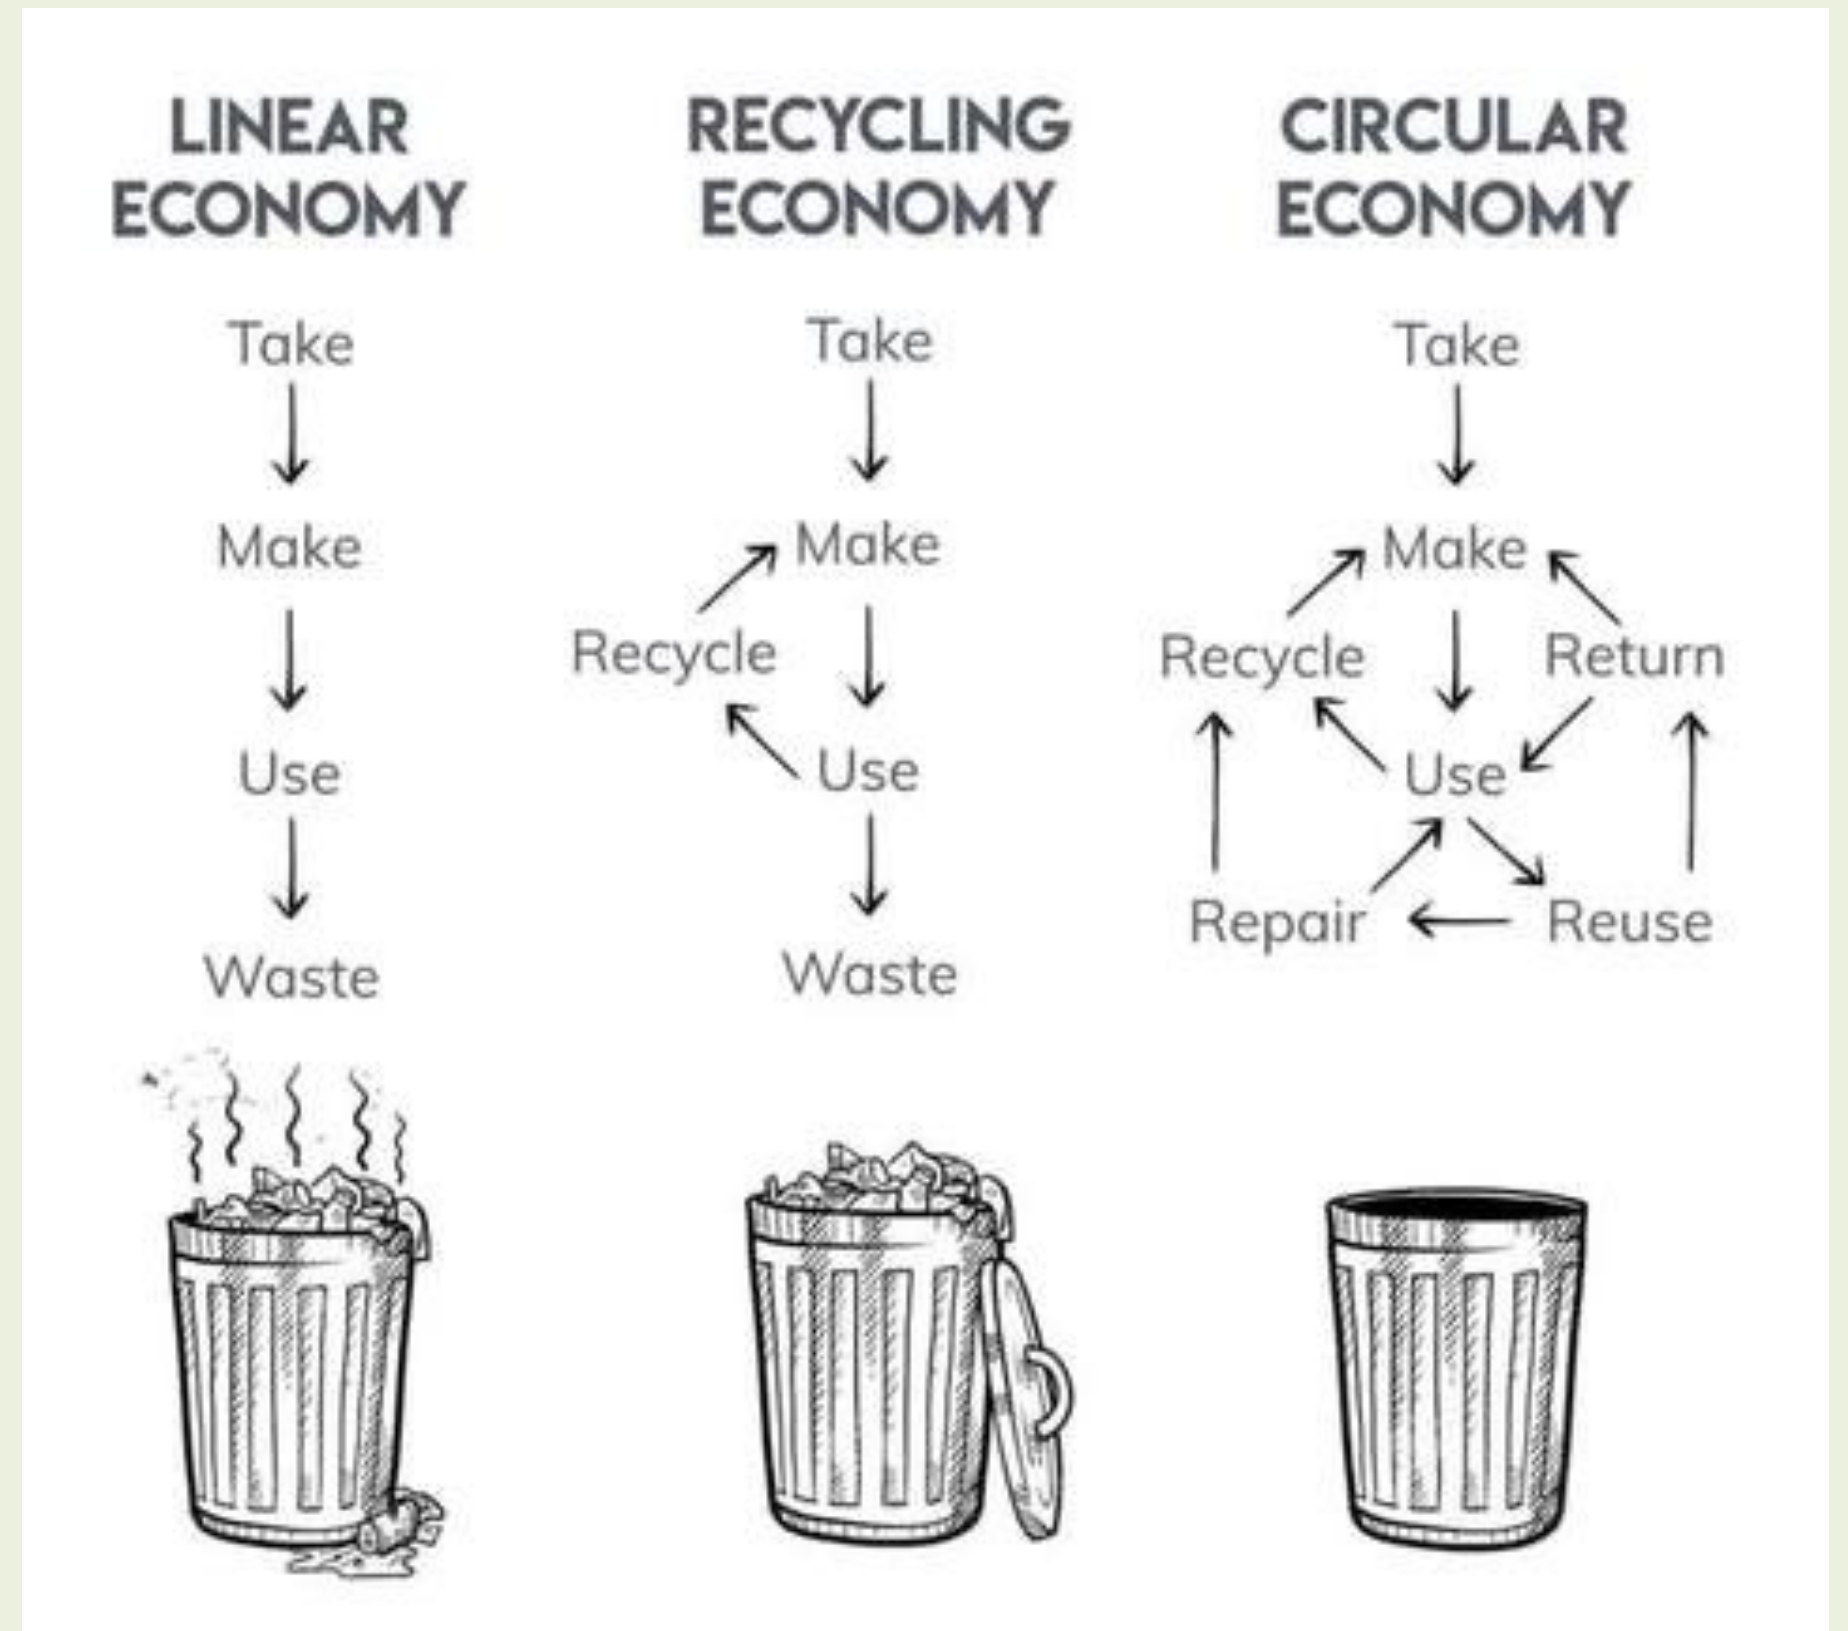 LINEAR
ECONOMY
Take
Make
Use
Waste
RECYCLING
ECONOMY
Take
Make
Recycle
Use
Waste
CIRCULAR
ECONOMY
Take
Make
Recycle
Return
Use
Repair
Reuse